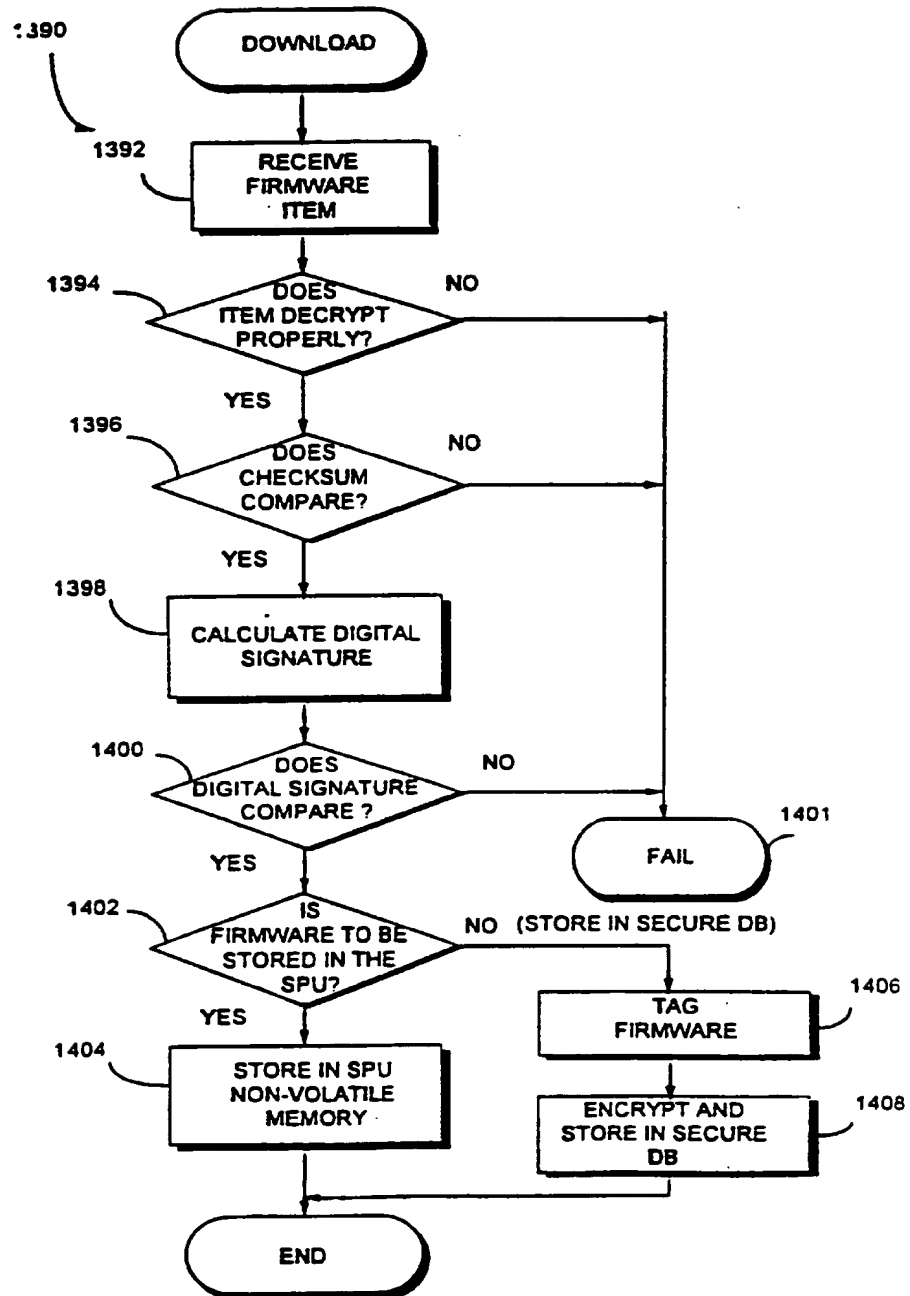 1390
DOWNLOAD
1392
RECEIVE
FIRMWARE
ITEM
1394
DOES
ITEM DECRYPT
PROPERLY?
NO
YES
1396
DOES
CHECKSUM
COMPARE?
NO
YES
1398
CALCULATE DIGITAL
SIGNATURE
1400
DOES
DIGITAL SIGNATURE
COMPARE ?
NO
1401
FAIL
YES
1402
IS
FIRMWARE TO BE
STORED IN THE
SPU?
NO (STORE IN SECURE DB)
YES
1406
TAG
FIRMWARE
1404
STORE IN SPU
NON-VOLATILE
MEMORY
1408
ENCRYPT AND
STORE IN SECURE
DB
END